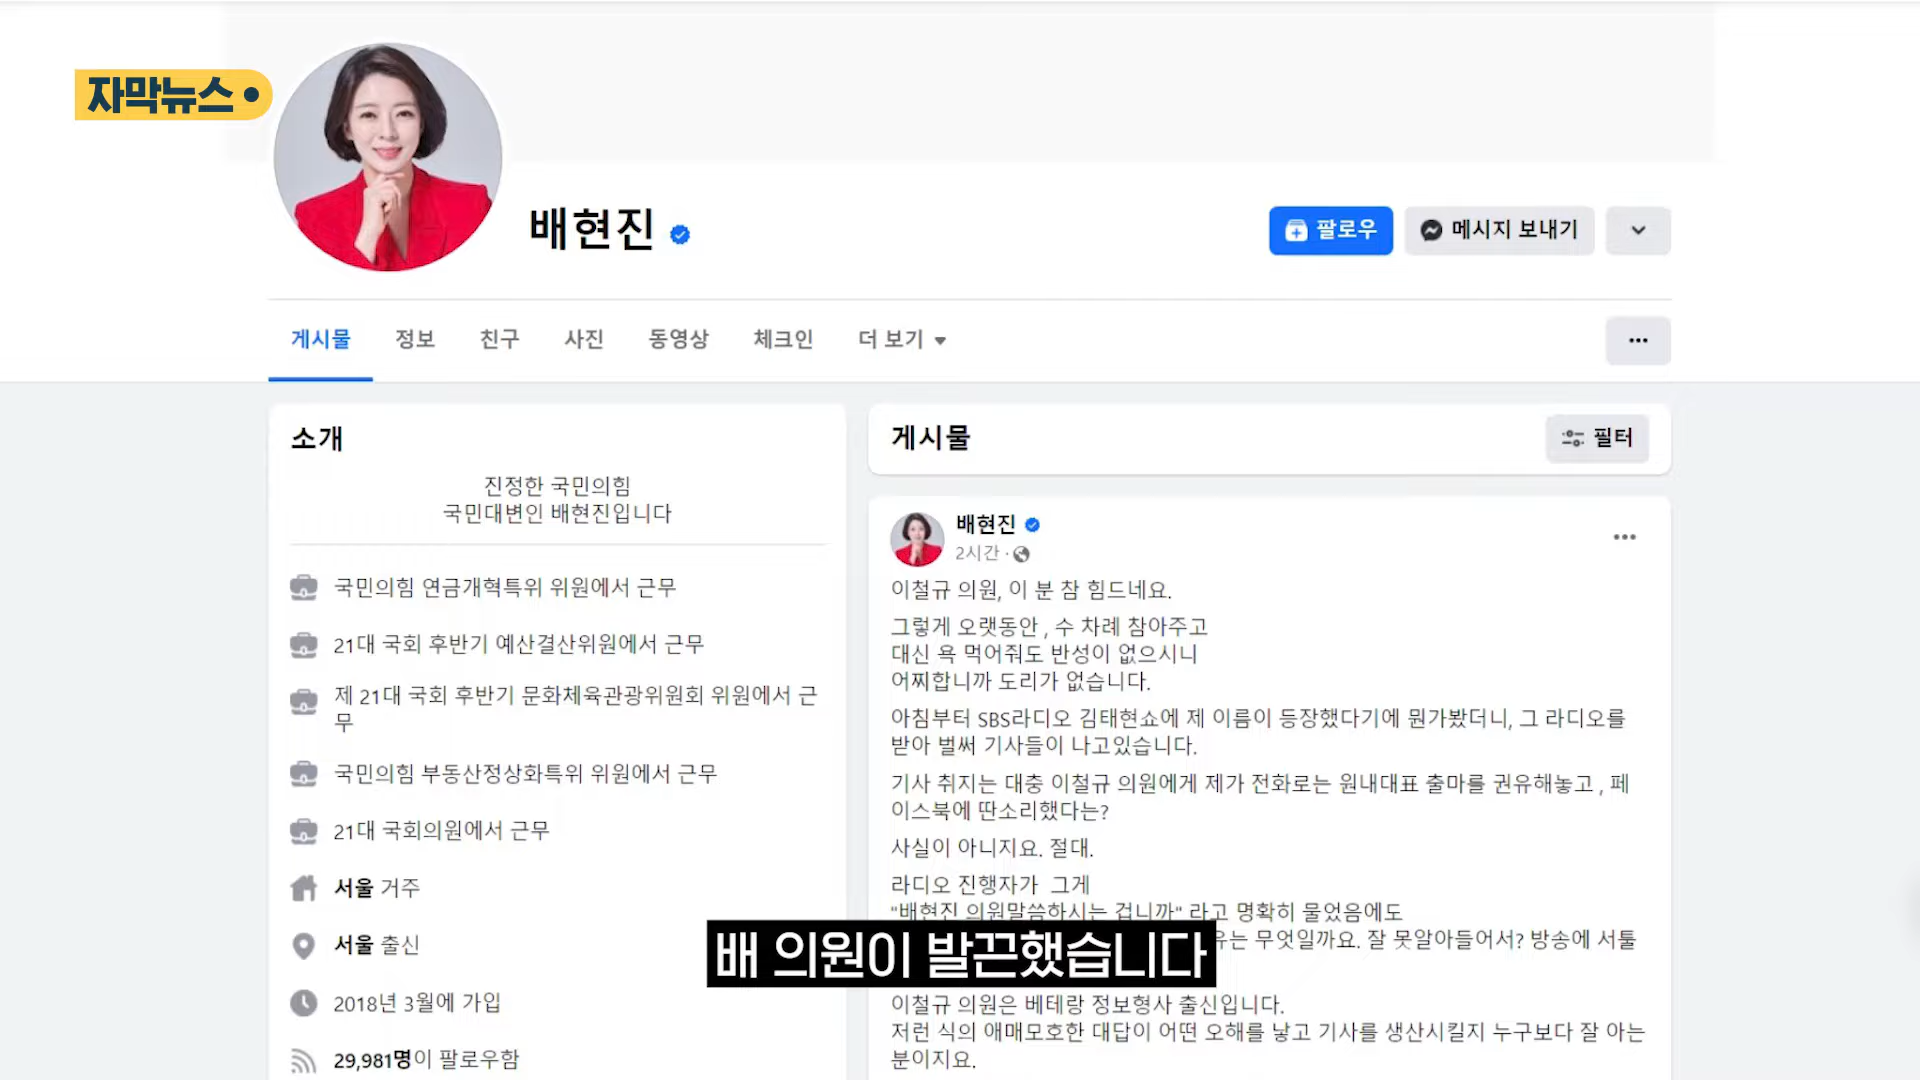 자막뉴스
배현진
팔로우
메시지 보내기
게시물
정보
친구
사진
동영상
체크인
더 보기
소개
진정한 국민의힘
국민대변인 배현진입니다
국민의힘 연금개혁특위 위원에서 근무
21대 국회 후반기 예산결산위원에서 근무
제 21대 국회 후반기 문화체육관광위원회 위원에서 근
무
국민의힘 부동산정상화특위 위원에서 근무
21대 국회의원에서 근무
서울 거주
서울 출신
2018년 3월에 가입
29,981명이 팔로우함
게시물
필터
배현진
2시간 ·
이철규 의원, 이 분 참 힘드네요.
그렇게 오랫동안 , 수 차례 참아주고
대신 욕 먹어줘도 반성이 없으시니
어찌합니까 도리가 없습니다.
아침부터 SBS라디오 김태현쇼에 제 이름이 등장했다기에 뭔가봤더니, 그 라디오를
받아 벌써 기사들이 나고있습니다.
기사 취지는 대충 이철규 의원에게 제가 전화로는 원내대표 출마를 권유해놓고 , 페
이스북에 딴소리했다는?
사실이 아니지요. 절대.
라디오 진행자가 그게
"배현진 의원말씀하시는 겁니까" 라고 명확히 물었음에도
유는 무엇일까요. 잘 못알아들어서? 방송에 서툴
이철규 의원은 베테랑 정보형사 출신입니다.
저런 식의 애매모호한 대답이 어떤 오해를 낳고 기사를 생산시킬지 누구보다 잘 아는
분이지요.
배 의원이 발끈했습니다